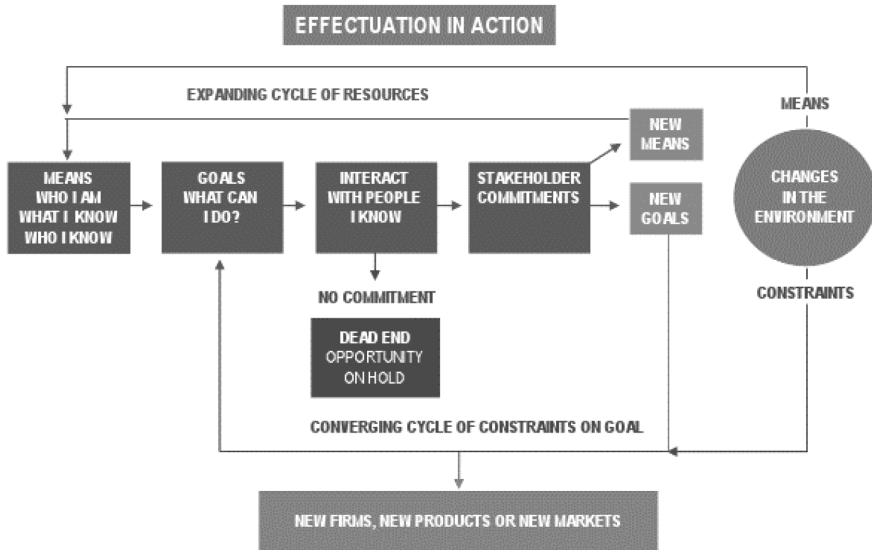 EFFECTUATION IN ACTION
EXPANDING CYCLE OF RESOURCES
MEANS
NEW
MEANS
MEANS
WHO I AM
WHAT I KNOW
WHO I KNOW
GOALS
WHAT CAN
I DO?
INTERACT
WITH PEOPLE
I KNOW
STAKEHOLDER
COMMITMENTS
NEW
GOALS
CHANGES
IN THE
ENVIRONMENT
NO COMMITMENT
CONSTRAINTS
DEAD END
OPPORTUNITY
ON HOLD
CONVERGING CYCLE OF CONSTRAINTS ON GOAL
NEW FIRMS, NEW PRODUCTS OR NEW MARKETS